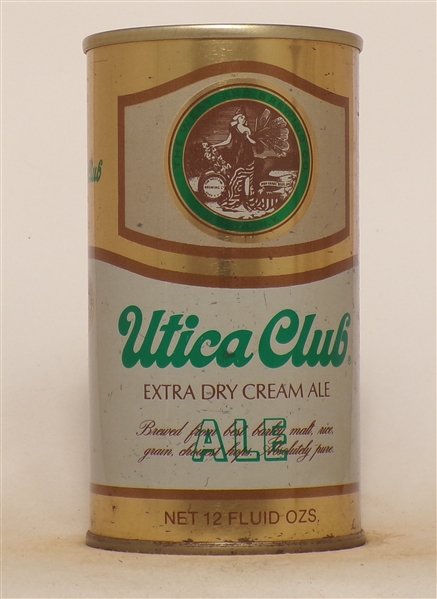 Club
Utica Club
EXTRA DRY CREAM ALE
ALE
Brewed from best barley malt, rice,
grain, choicest hops. Absolutely pure.
NET 12 FLUID OZS.